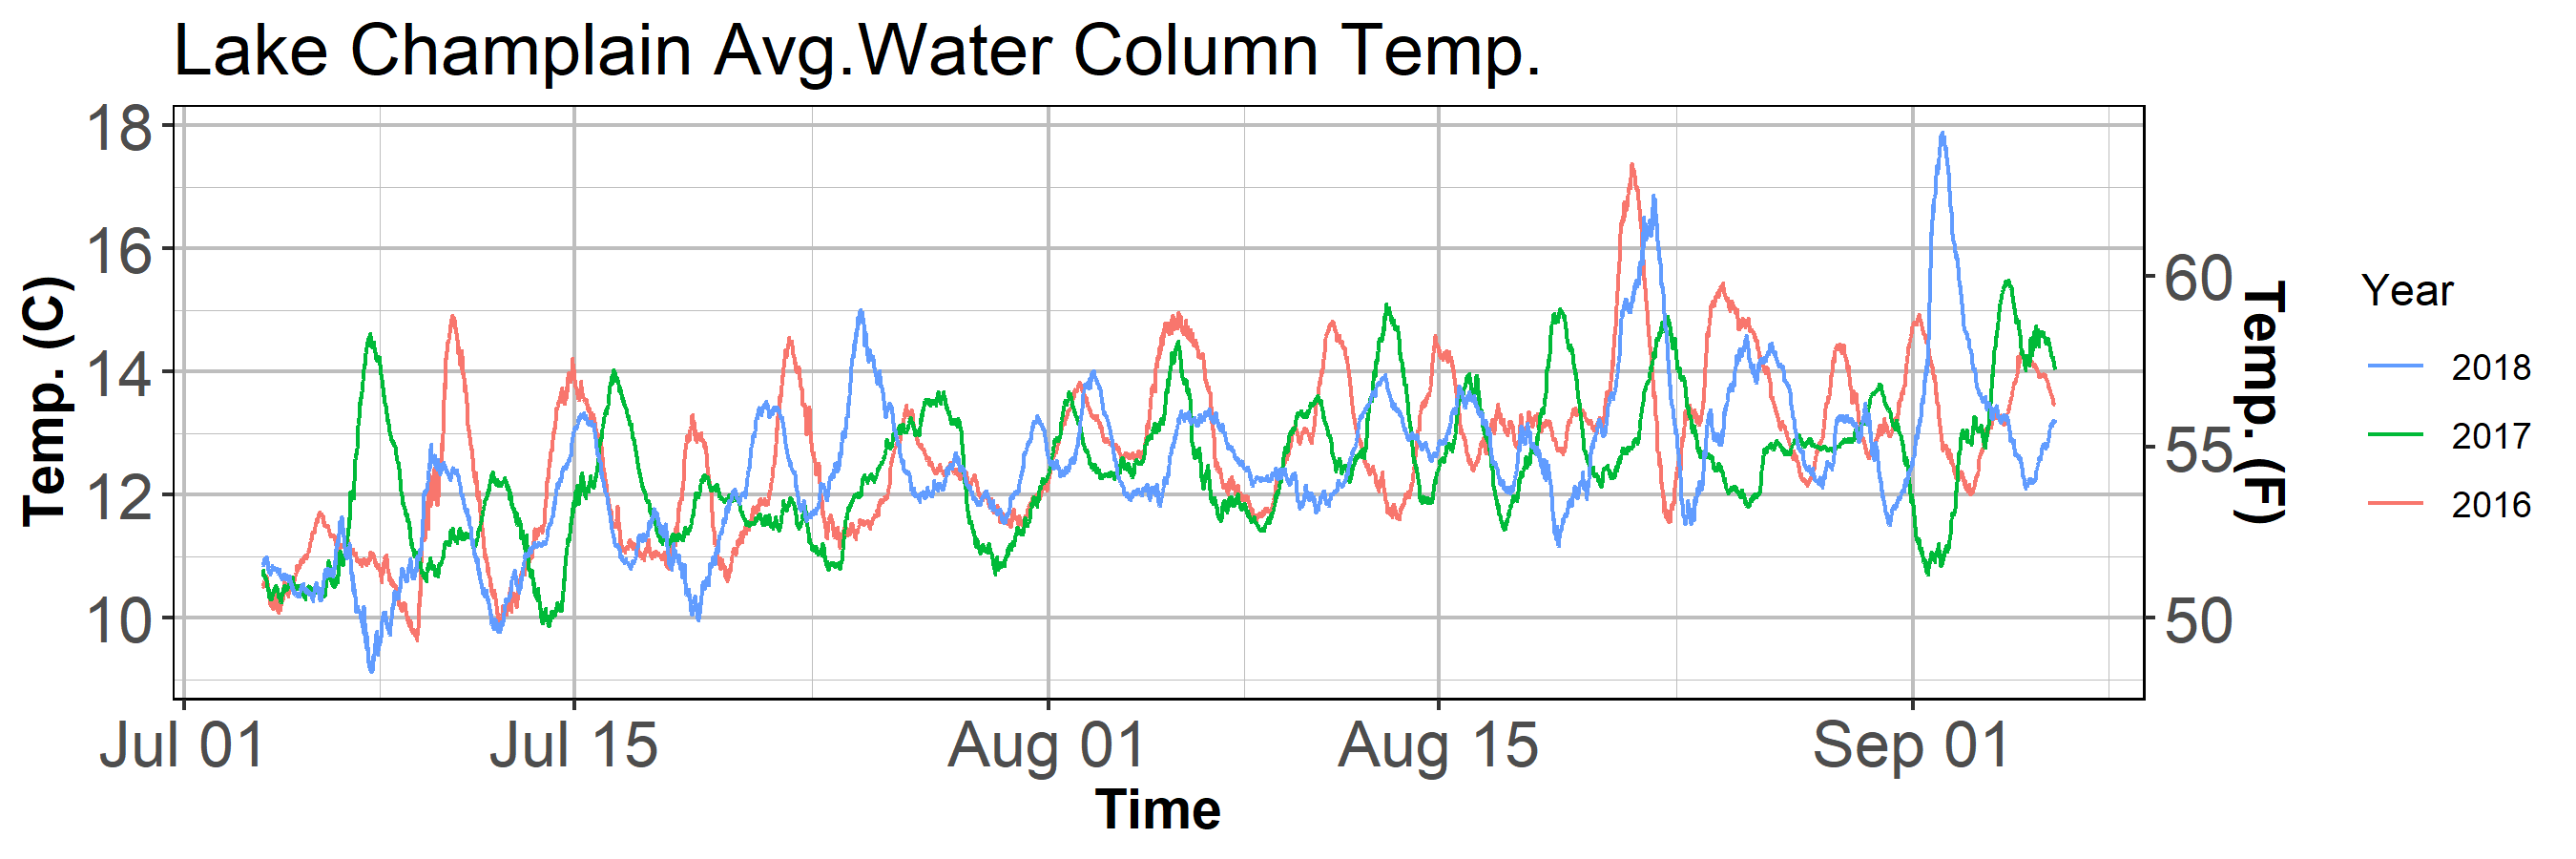 Lake Champlain Avg.Water Column Temp.
Temp. (C)
18
16
14
12
10
60
55
50
Temp. (F)
Jul 01
Jul 15
Aug 01
Aug 15
Sep 01
Time
Year
2018
2017
2016